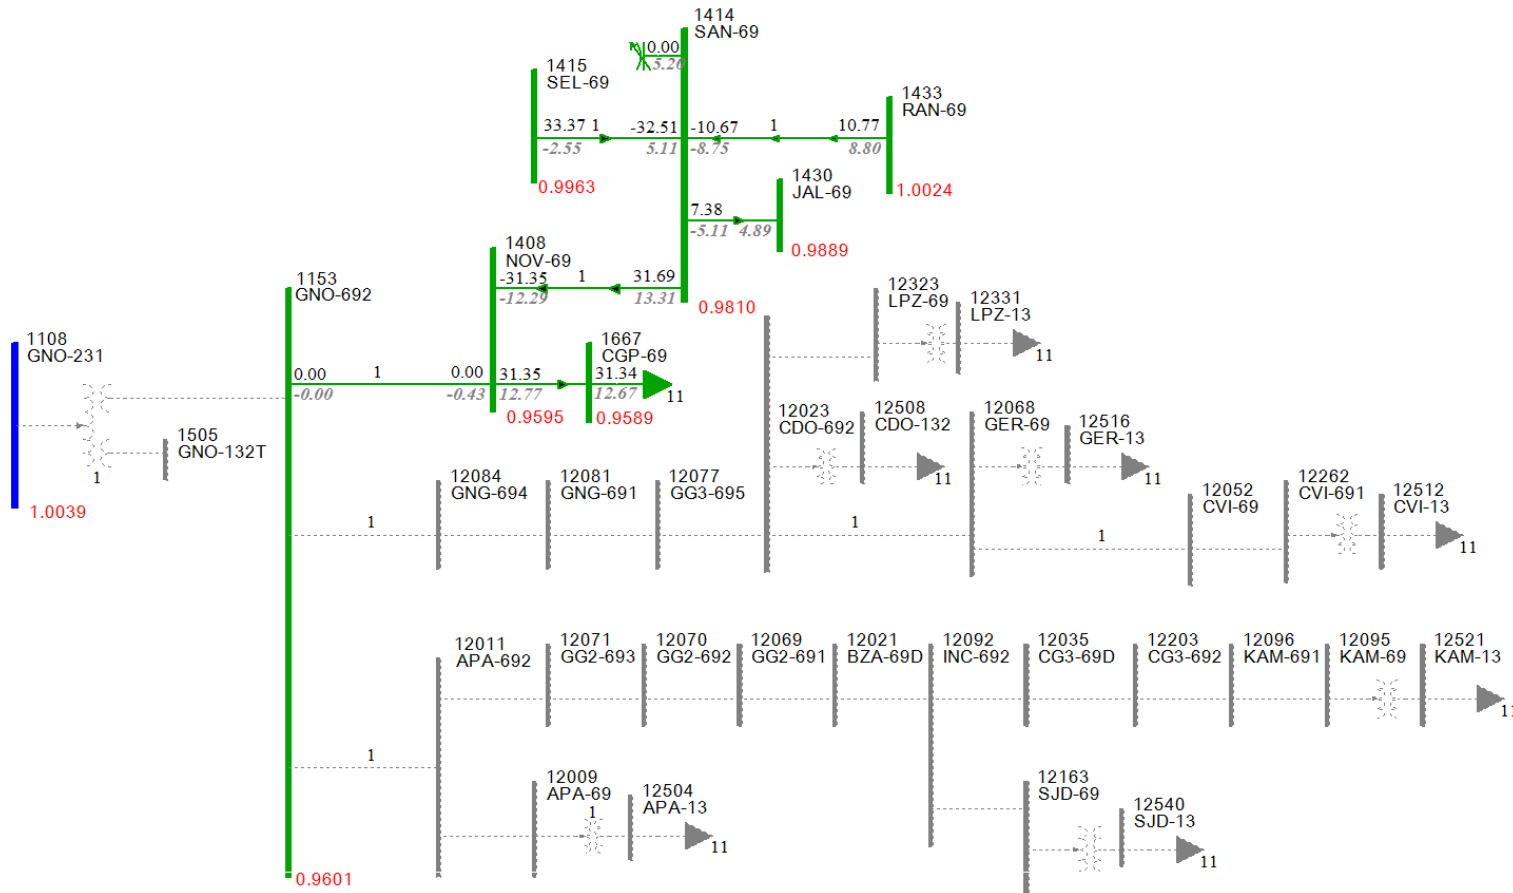 1414
SAN-69
0.00
5.20
1415
SEL-69
33.37 1
-2.55
-32.51
5.11
-10.67
-8.75
1
10.77
8.80
1433
RAN-69
0.9963
1.0024
1430
JAL-69
7.38
-5.11 4.89
0.9889
1408
NOV-69
-31.35
-12.29
1
31.69
13.31
0.9810
1153
GNO-692
1108
GNO-231
1.0039
1
1505
GNO-132T
0.00
-0.00
1
0.00
-0.43
31.35
12.77
1667
CGP-69
31.34
12.67
11
0.9595
0.9589
12323
LPZ-69
12331
LPZ-13
11
12023
CDO-692
12508
CDO-132
11
12068
GER-69
12516
GER-13
11
12084
GNG-694
12081
GNG-691
12077
GG3-695
1
1
1
12052
CVI-69
12262
CVI-691
12512
CVI-13
11
12011
APA-692
12071
GG2-693
12070
GG2-692
12069
GG2-691
12021
BZA-69D
12092
INC-692
12035
CG3-69D
12203
CG3-692
12096
KAM-691
12095
KAM-69
12521
KAM-13
11
1
12009
APA-69
1
12504
APA-13
11
12163
SJD-69
12540
SJD-13
11
0.9601